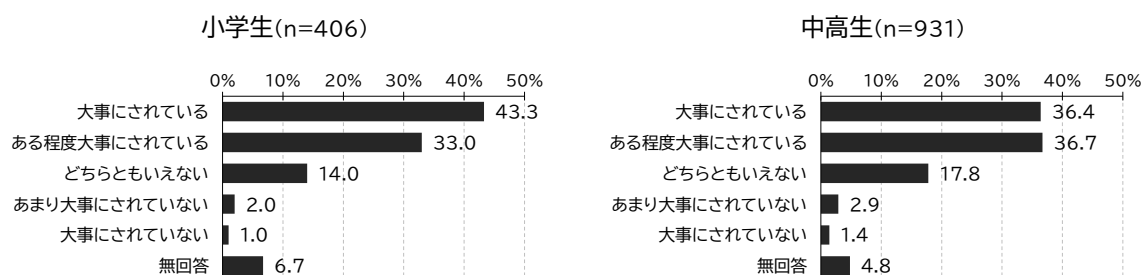 小学生(n=406)
0% 10% 20% 30% 40% 50%
大事にされている 43.3
ある程度大事にされている 33.0
どちらともいえない 14.0
あまり大事にされていない 2.0
大事にされていない 1.0
無回答 6.7
中高生(n=931)
0% 10% 20% 30% 40% 50%
大事にされている 36.4
ある程度大事にされている 36.7
どちらともいえない 17.8
あまり大事にされていない 2.9
大事にされていない 1.4
無回答 4.8